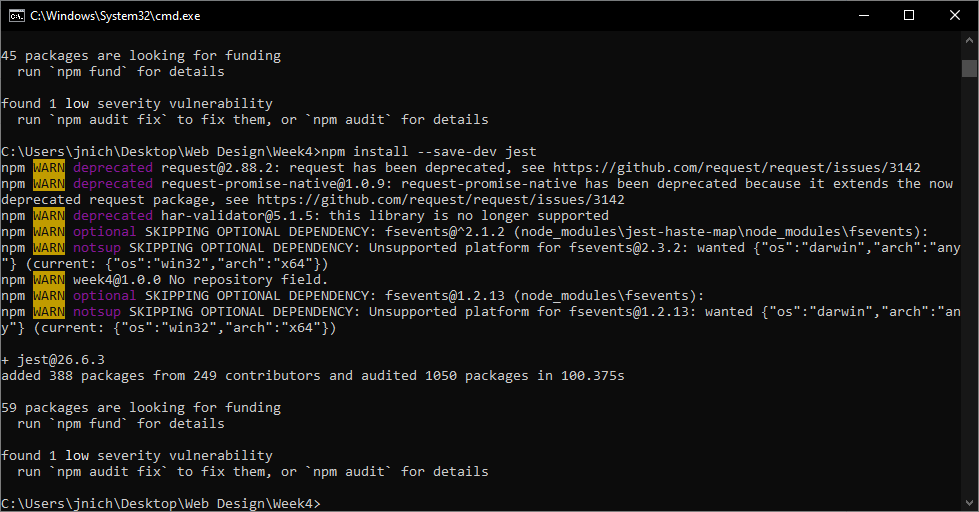 C:\Windows\System32\cmd.exe
45 packages are looking for funding
  run `npm fund` for details
found 1 low severity vulnerability
  run `npm audit fix` to fix them, or `npm audit` for details
C:\Users\jnich\Desktop\Web Design\Week4>npm install --save-dev jest
npm WARN deprecated request@2.88.2: request has been deprecated, see https://github.com/request/request/issues/3142
npm WARN deprecated request-promise-native@1.0.9: request-promise-native has been deprecated because it extends the now
deprecated request package, see https://github.com/request/request/issues/3142
npm WARN deprecated har-validator@5.1.5: this library is no longer supported
npm WARN optional SKIPPING OPTIONAL DEPENDENCY: fsevents@^2.1.2 (node_modules\jest-haste-map\node_modules\fsevents):
npm WARN notsup SKIPPING OPTIONAL DEPENDENCY: Unsupported platform for fsevents@2.3.2: wanted {"os":"darwin","arch":"any
"} (current: {"os":"win32","arch":"x64"})
npm WARN week4@1.0.0 No repository field.
npm WARN optional SKIPPING OPTIONAL DEPENDENCY: fsevents@1.2.13 (node_modules\fsevents):
npm WARN notsup SKIPPING OPTIONAL DEPENDENCY: Unsupported platform for fsevents@1.2.13: wanted {"os":"darwin","arch":"an
y"} (current: {"os":"win32","arch":"x64"})
+ jest@26.6.3
added 388 packages from 249 contributors and audited 1050 packages in 100.375s
59 packages are looking for funding
  run `npm fund` for details
found 1 low severity vulnerability
  run `npm audit fix` to fix them, or `npm audit` for details
C:\Users\jnich\Desktop\Web Design\Week4>